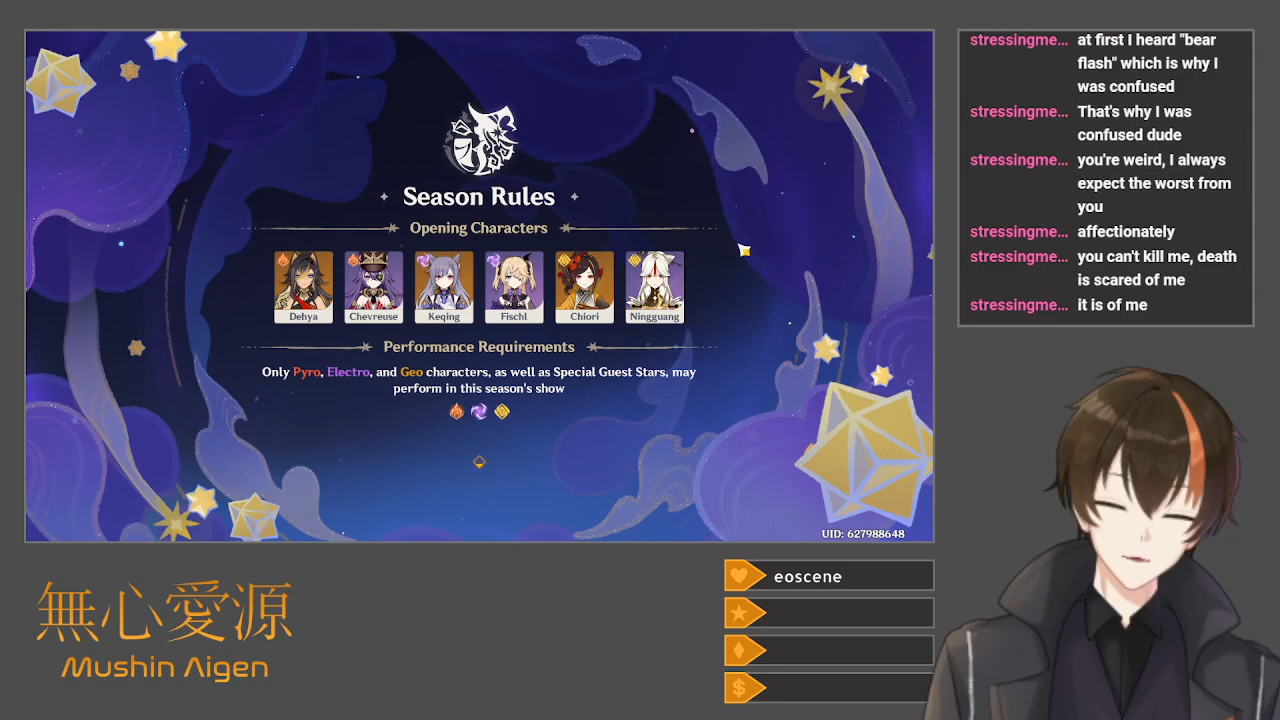 Season Rules
Opening Characters
Dehya
Chevreuse
Keqing
Fischl
Chiori
Ningguang
Performance Requirements
Only Pyro, Electro, and Geo characters, as well as Special Guest Stars, may
perform in this season's show
UID: 627988648
stressingme... at first I heard "bear
flash" which is why I
was confused
stressingme... That's why I was
confused dude
stressingme... you're weird, I always
expect the worst from
you
stressingme... affectionately
stressingme... you can't kill me, death
is scared of me
stressingme... it is of me
無心愛源
Mushin Aigen
eoscene
$